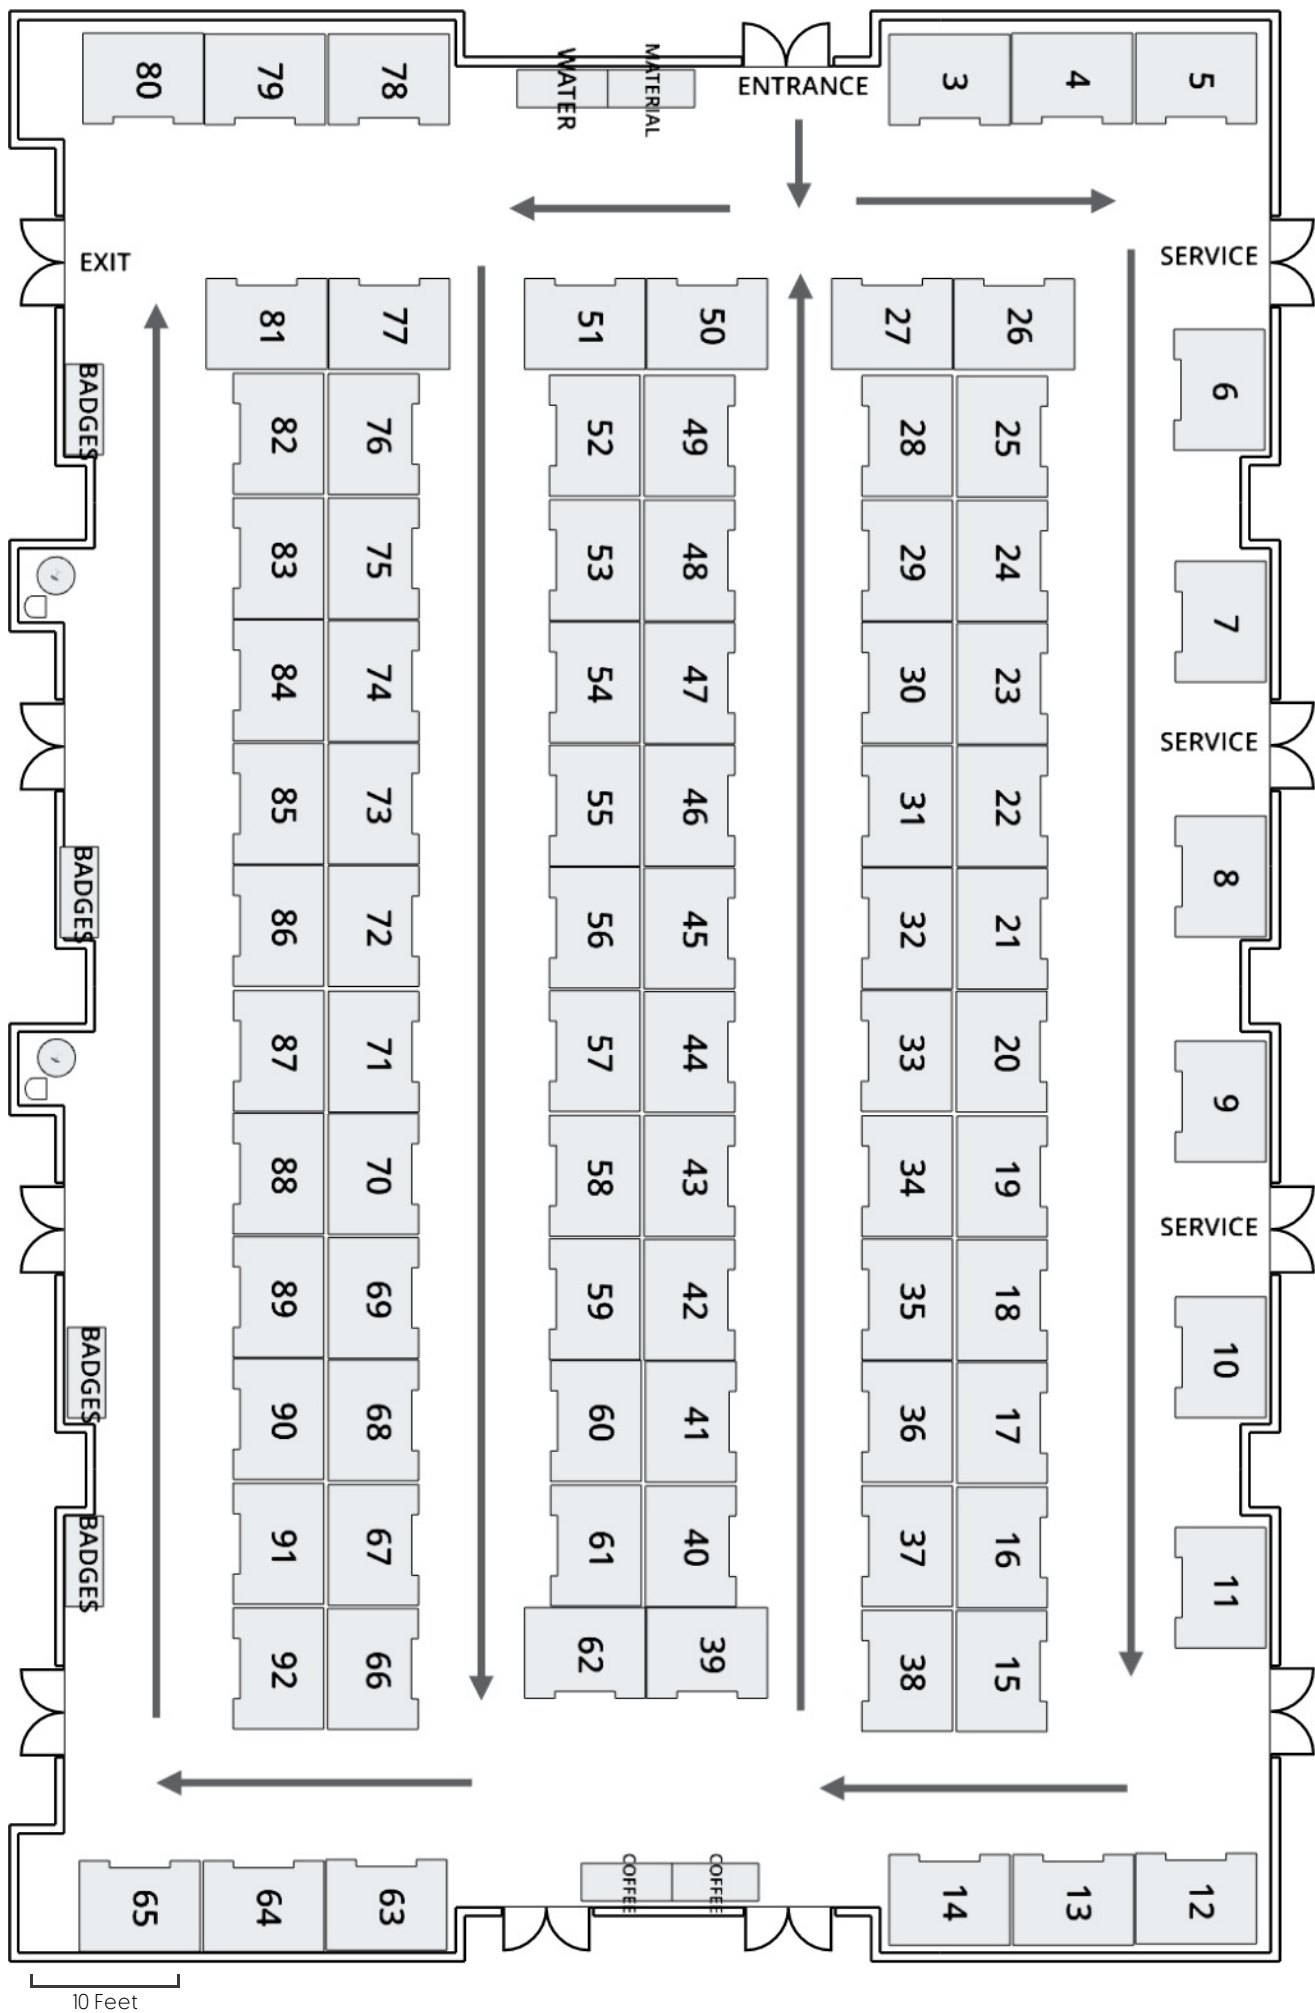 80 79 78 WATER MATERIAL ENTRANCE 3 4 5
EXIT SERVICE
81 77 51 50 27 26
BADGES 6
82 76 52 49 28 25
83 75 53 48 29 24
7
84 74 54 47 30 23
SERVICE
85 73 55 46 31 22
BADGES 8
86 72 56 45 32 21
87 71 57 44 33 20
9
88 70 58 43 34 19
SERVICE
89 69 59 42 35 18
BADGES 10
90 68 60 41 36 17
91 67 61 40 37 16
BADGES 11
92 66 62 39 38 15
65 64 63 COFFEE COFFEE 14 13 12
10 Feet